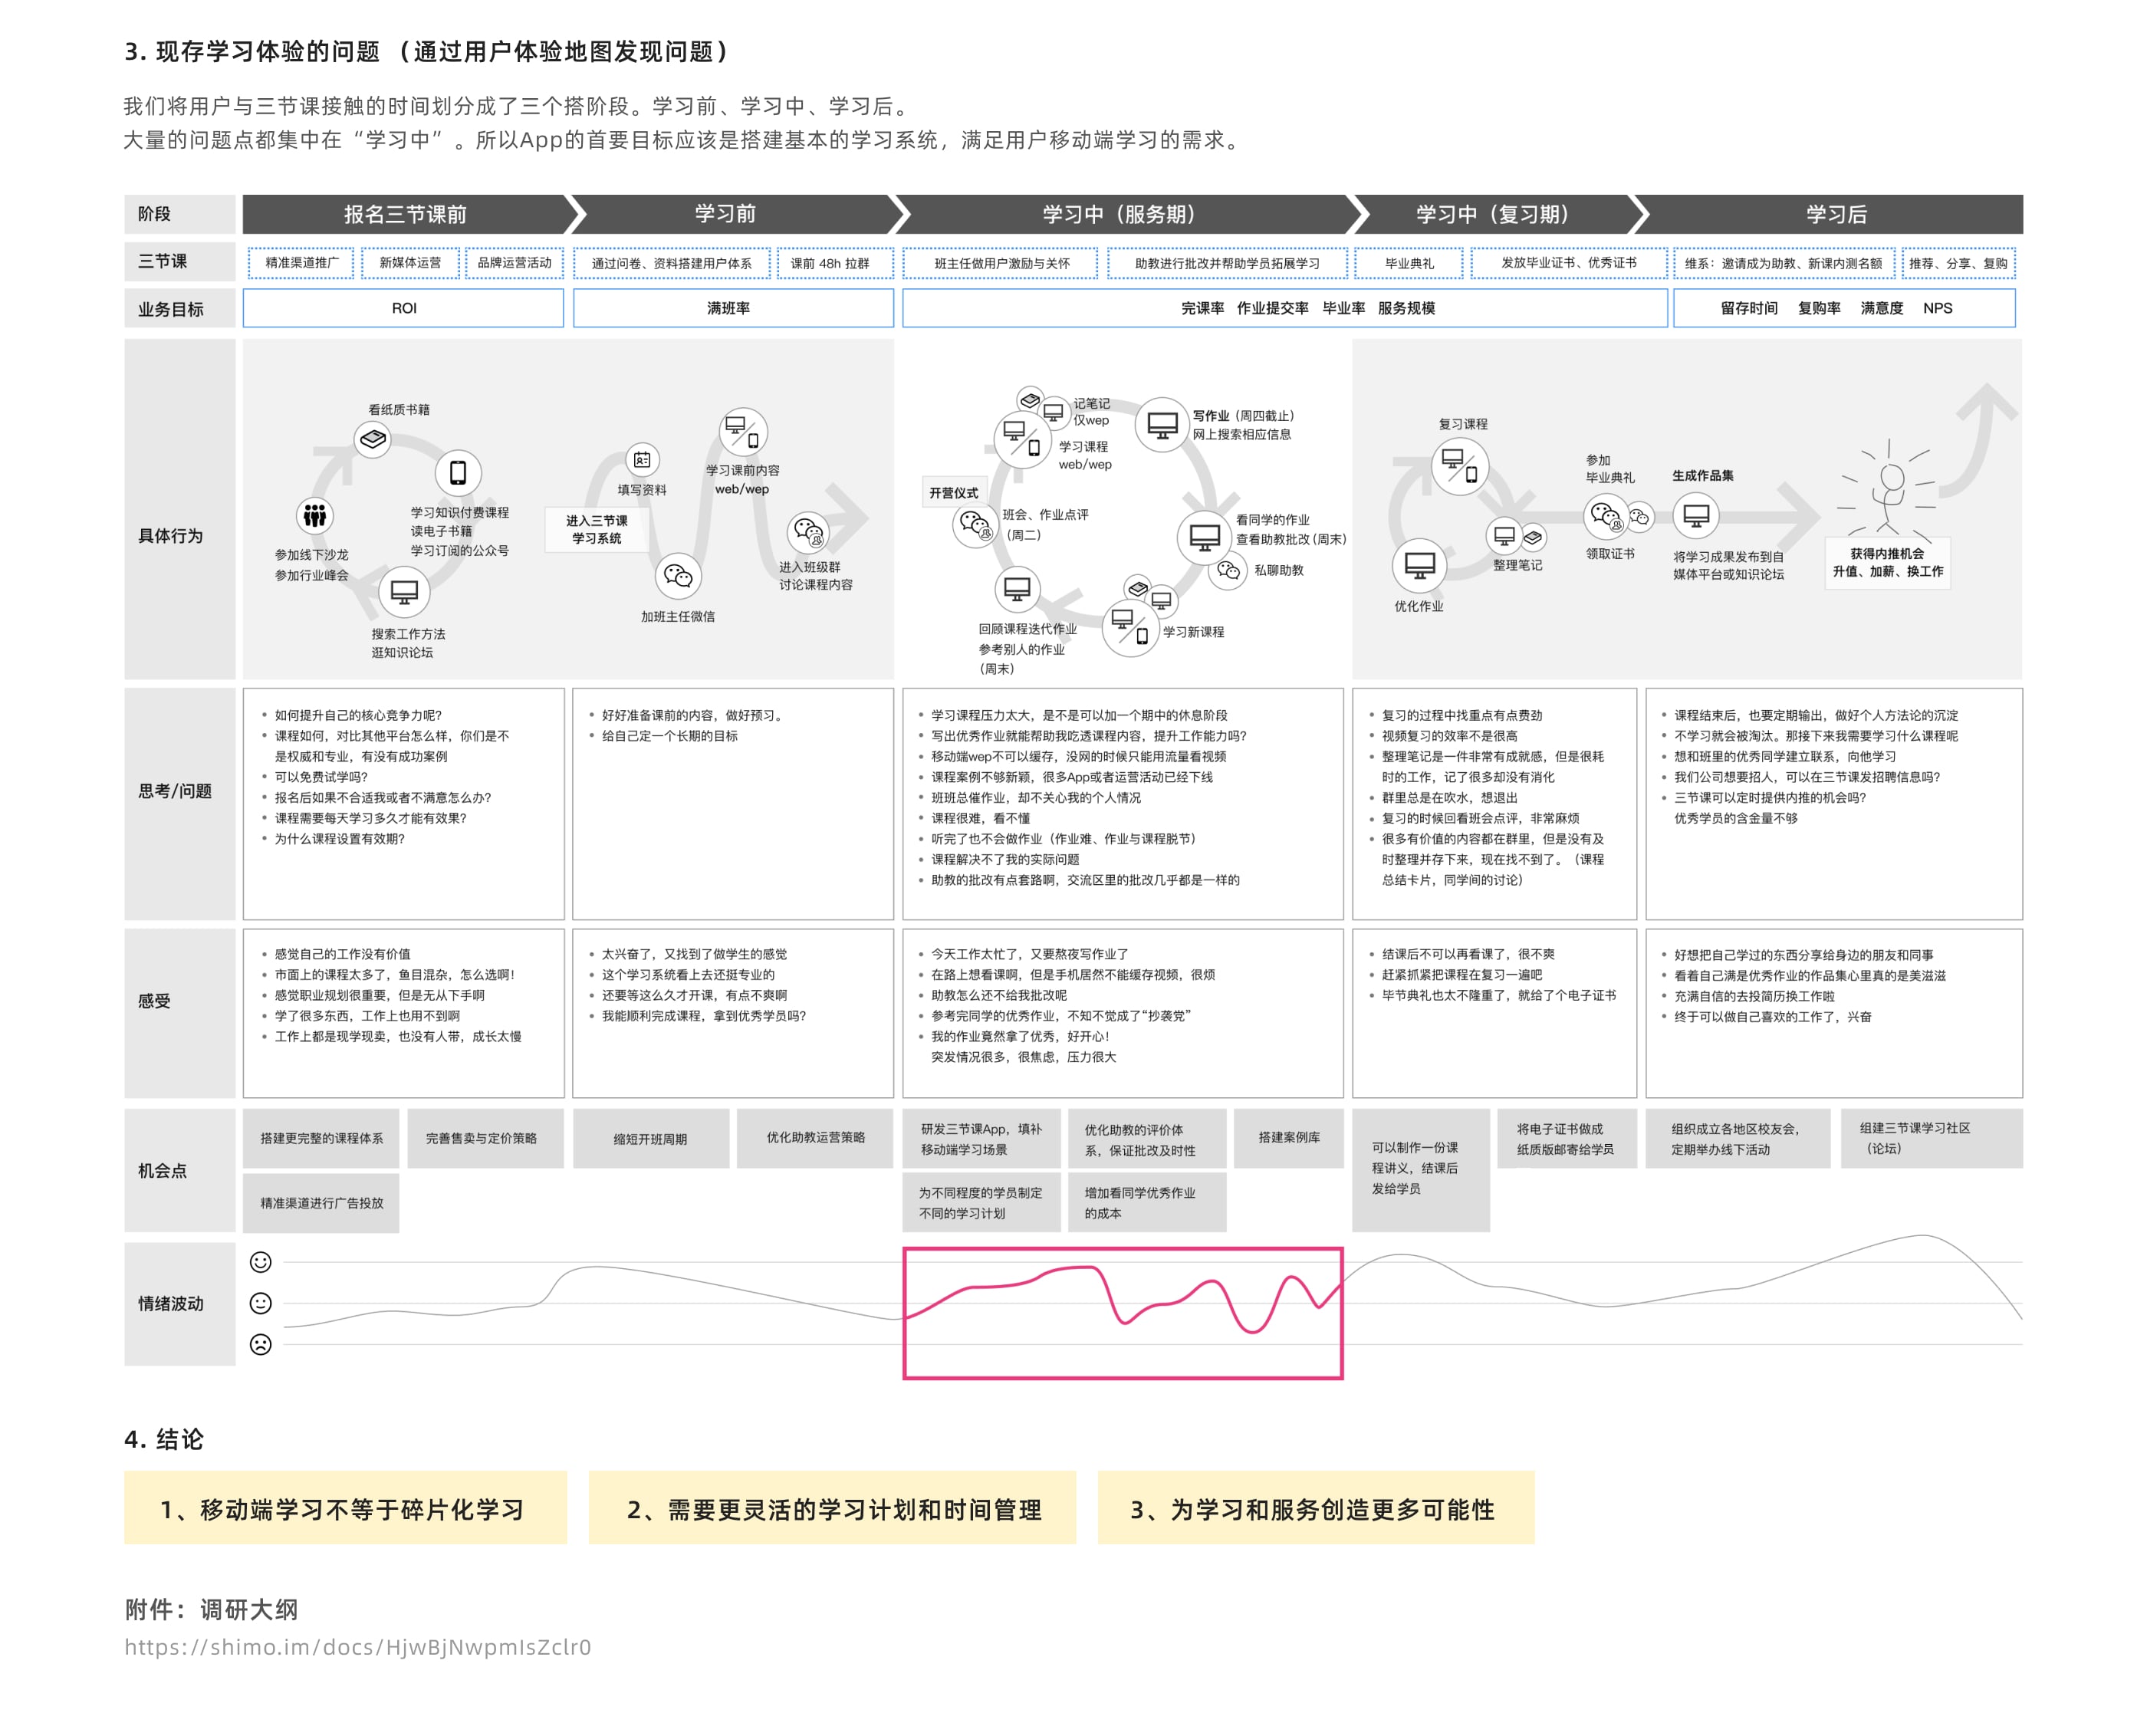 3. 现存学习体验的问题 （通过用户体验地图发现问题）
我们将用户与三节课接触的时间划分成了三个搭阶段。学习前、学习中、学习后。
大量的问题点都集中在“学习中”。所以App的首要目标应该是搭建基本的学习系统，满足用户移动端学习的需求。
阶段
报名三节课前
学习前
学习中（服务期）
学习中（复习期）
学习后
三节课
精准渠道推广
新媒体运营
品牌运营活动
通过问卷、资料搭建用户体系
课前 48h 拉群
班主任做用户激励与关怀
助教进行批改并帮助学员拓展学习
毕业典礼
发放毕业证书、优秀证书
维系：邀请成为助教、新课内测名额
推荐、分享、复购
业务目标
ROI
满班率
完课率 作业提交率 毕业率 服务规模
留存时间 复购率 满意度 NPS
具体行为
看纸质书籍
学习知识付费课程
读电子书籍
学习订阅的公众号
参加线下沙龙
参加行业峰会
搜索工作方法
逛知识论坛
进入三节课
学习系统
填写资料
加班主任微信
学习课前内容
web/wep
进入班级群
讨论课程内容
开营仪式
记笔记
仅wep
学习课程
web/wep
写作业（周四截止）
网上搜索相应信息
班会、作业点评
（周二）
看同学的作业
查看助教批改（周末）
私聊助教
学习新课程
回顾课程迭代作业
参考别人的作业
（周末）
复习课程
优化作业
整理笔记
参加
毕业典礼
领取证书
生成作品集
将学习成果发布到自
媒体平台或知识论坛
获得内推机会
升值、加薪、换工作
思考/问题
• 如何提升自己的核心竞争力呢？
• 课程如何，对比其他平台怎么样，你们是不
是权威和专业，有没有成功案例
• 可以免费试学吗？
• 报名后如果不合适我或者不满意怎么办？
• 课程需要每天学习多久才能有效果？
• 为什么课程设置有效期？
• 好好准备课前的内容，做好预习。
• 给自己定一个长期的目标
• 学习课程压力太大，是不是可以加一个期中的休息阶段
• 写出优秀作业就能帮助我吃透课程内容，提升工作能力吗？
• 移动端wep不可以缓存，没网的时候只能用流量看视频
• 课程案例不够新颖，很多App或者运营活动已经下线
• 班班总催作业，却不关心我的个人情况
• 课程很难，看不懂
• 听完了也不会做作业（作业难、作业与课程脱节）
• 课程解决不了我的实际问题
• 助教的批改有点套路啊，交流区里的批改几乎都是一样的
• 复习的过程中找重点有点费劲
• 视频复习的效率不是很高
• 整理笔记是一件非常有成就感，但是很耗
时的工作，记了很多却没有消化
• 群里总是在吹水，想退出
• 复习的时候回看班会点评，非常麻烦
• 很多有价值的内容都在群里，但是没有及
时整理并存下来，现在找不到了。（课程
总结卡片，同学间的讨论）
• 课程结束后，也要定期输出，做好个人方法论的沉淀
• 不学习就会被淘汰。那接下来我需要学习什么课程呢
• 想和班里的优秀同学建立联系，向他学习
• 我们公司想要招人，可以在三节课发招聘信息吗？
• 三节课可以定时提供内推的机会吗？
优秀学员的含金量不够
感受
• 感觉自己的工作没有价值
• 市面上的课程太多了，鱼目混杂，怎么选啊！
• 感觉职业规划很重要，但是无从下手啊
• 学了很多东西，工作上也用不到啊
• 工作上都是现学现卖，也没有人带，成长太慢
• 太兴奋了，又找到了做学生的感觉
• 这个学习系统看上去还挺专业的
• 还要等这么久才开课，有点不爽啊
• 我能顺利完成课程，拿到优秀学员吗？
• 今天工作太忙了，又要熬夜写作业了
• 在路上想看课啊，但是手机居然不能缓存视频，很烦
• 助教怎么还不给我批改呢
• 参考完同学的优秀作业，不知不觉成了“抄袭党”
• 我的作业竟然拿了优秀，好开心！
突发情况很多，很焦虑，压力很大
• 结课后不可以再看课了，很不爽
• 赶紧抓紧把课程在复习一遍吧
• 毕节典礼也太不隆重了，就给了个电子证书
• 好想把自己学过的东西分享给身边的朋友和同事
• 看着自己满是优秀作业的作品集心里真的是美滋滋
• 充满自信的去投简历换工作啦
• 终于可以做自己喜欢的工作了，兴奋
机会点
搭建更完整的课程体系
完善售卖与定价策略
精准渠道进行广告投放
缩短开班周期
优化助教运营策略
研发三节课App，填补
移动端学习场景
优化助教的评价体
系，保证批改及时性
搭建案例库
为不同程度的学员制定
不同的学习计划
增加看同学优秀作业
的成本
可以制作一份课
程讲义，结课后
发给学员
将电子证书做成
纸质版邮寄给学员
组织成立各地区校友会，
定期举办线下活动
组建三节课学习社区
（论坛）
情绪波动
4. 结论
1、移动端学习不等于碎片化学习
2、需要更灵活的学习计划和时间管理
3、为学习和服务创造更多可能性
附件：调研大纲
https://shimo.im/docs/HjwBjNwpmIsZclr0